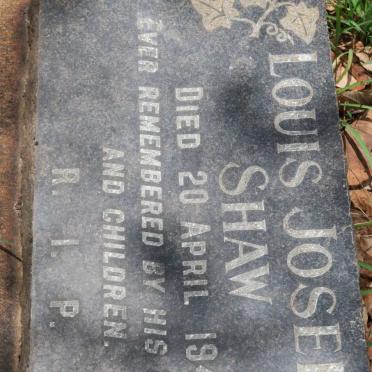 LOUIS JOSE
SHAW
DIED 20 APRIL 19
EVER REMEMBERED BY HIS
AND CHILDREN.
R. I. P.